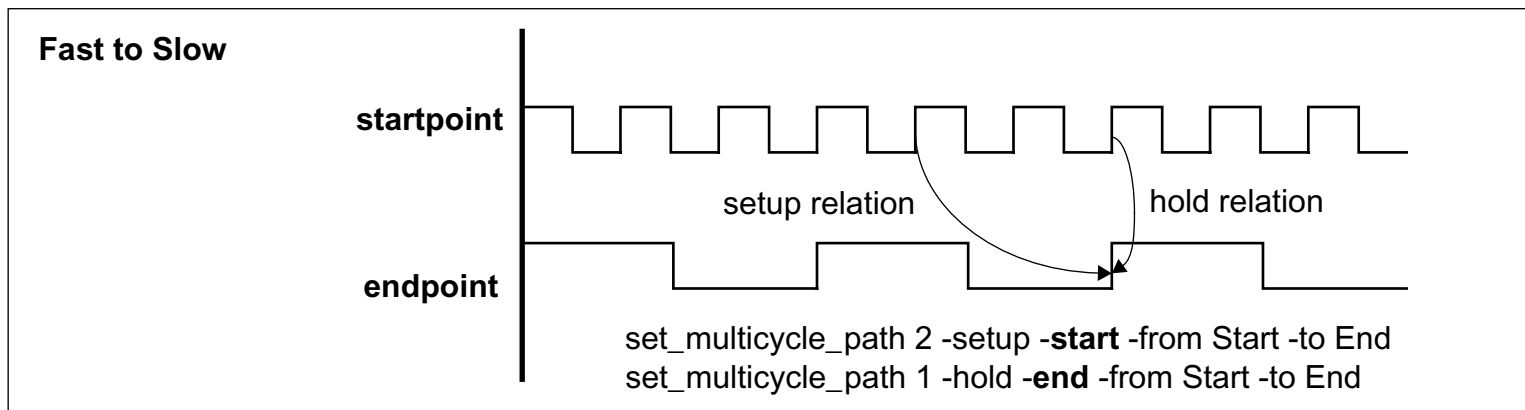 Fast to Slow
startpoint
setup relation
hold relation
endpoint
set_multicycle_path 2 -setup -start -from Start -to End
set_multicycle_path 1 -hold -end -from Start -to End